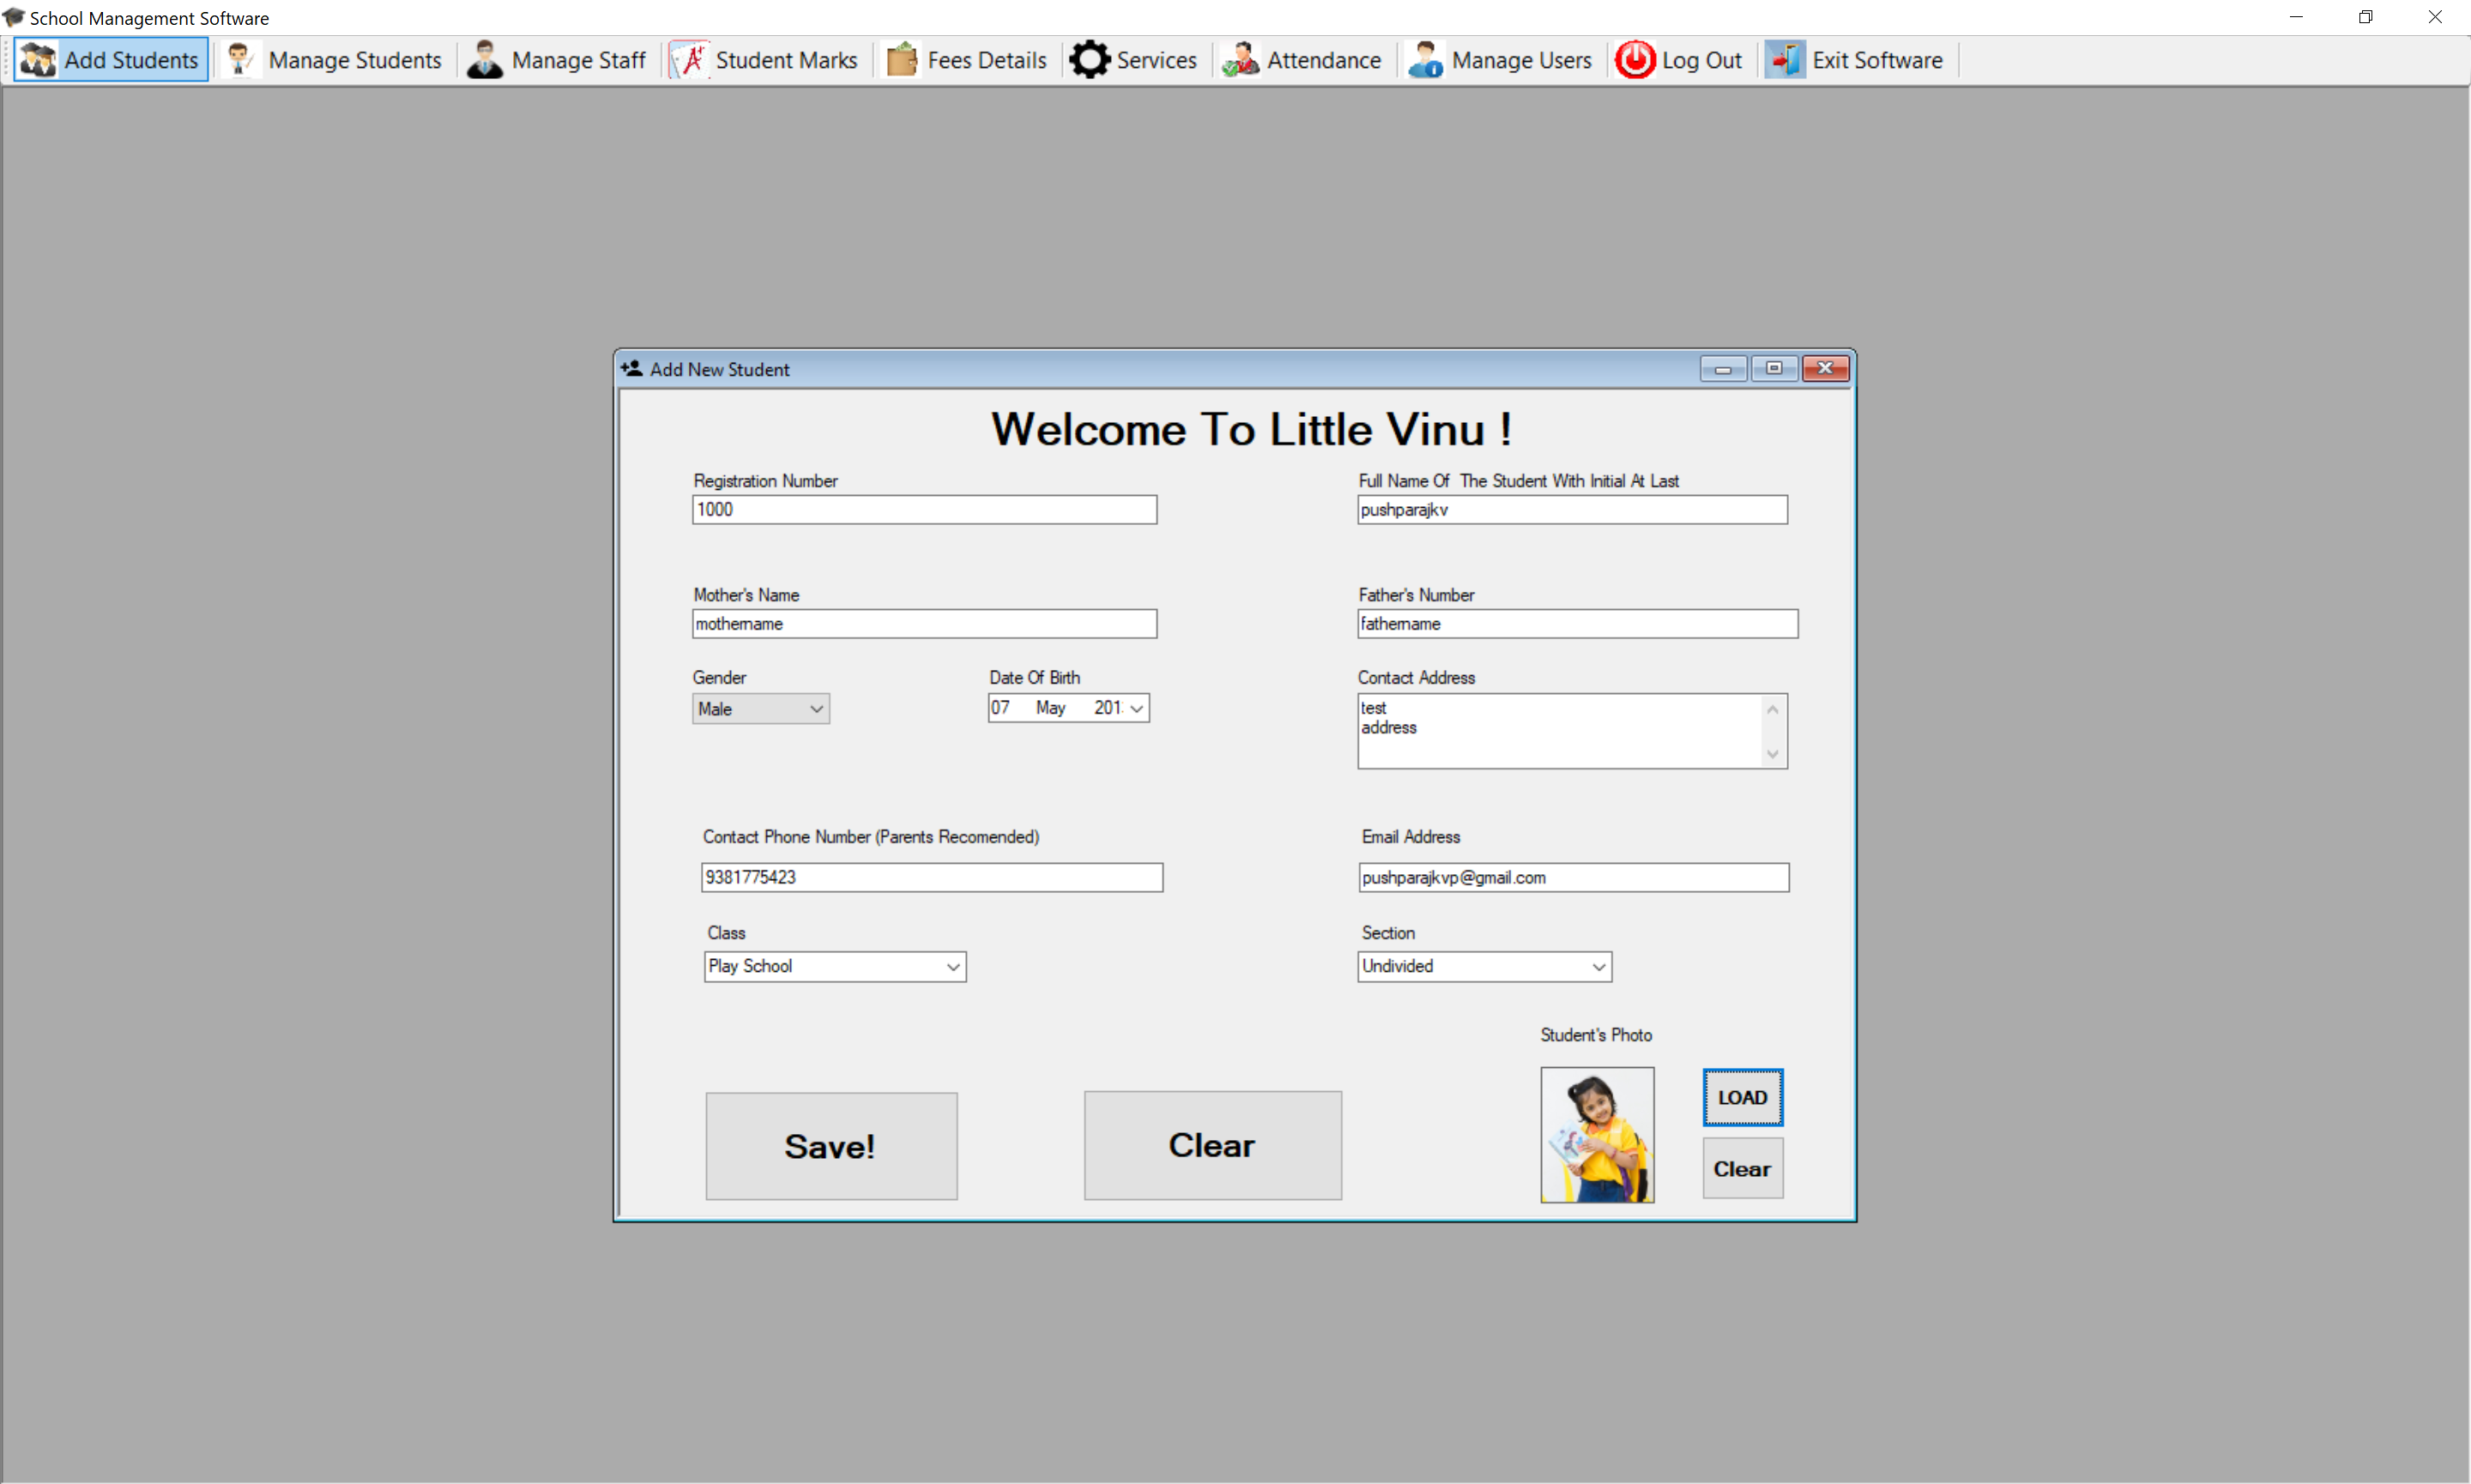 School Management Software
Add Students Manage Students Manage Staff Student Marks Fees Details Services Attendance Manage Users Log Out Exit Software
Add New Student
Welcome To Little Vinu !
Registration Number
Full Name Of The Student With Initial At Last
1000
pushparajkv
Mother's Name
Father's Number
mothername
fathername
Gender
Date Of Birth
Contact Address
Male
07 May
test
address
Contact Phone Number (Parents Recomended)
Email Address
9381775423
pushparajkvp@gmail.com
Class
Section
Play School
Undivided
Student's Photo
LOAD
Save!
Clear
Clear